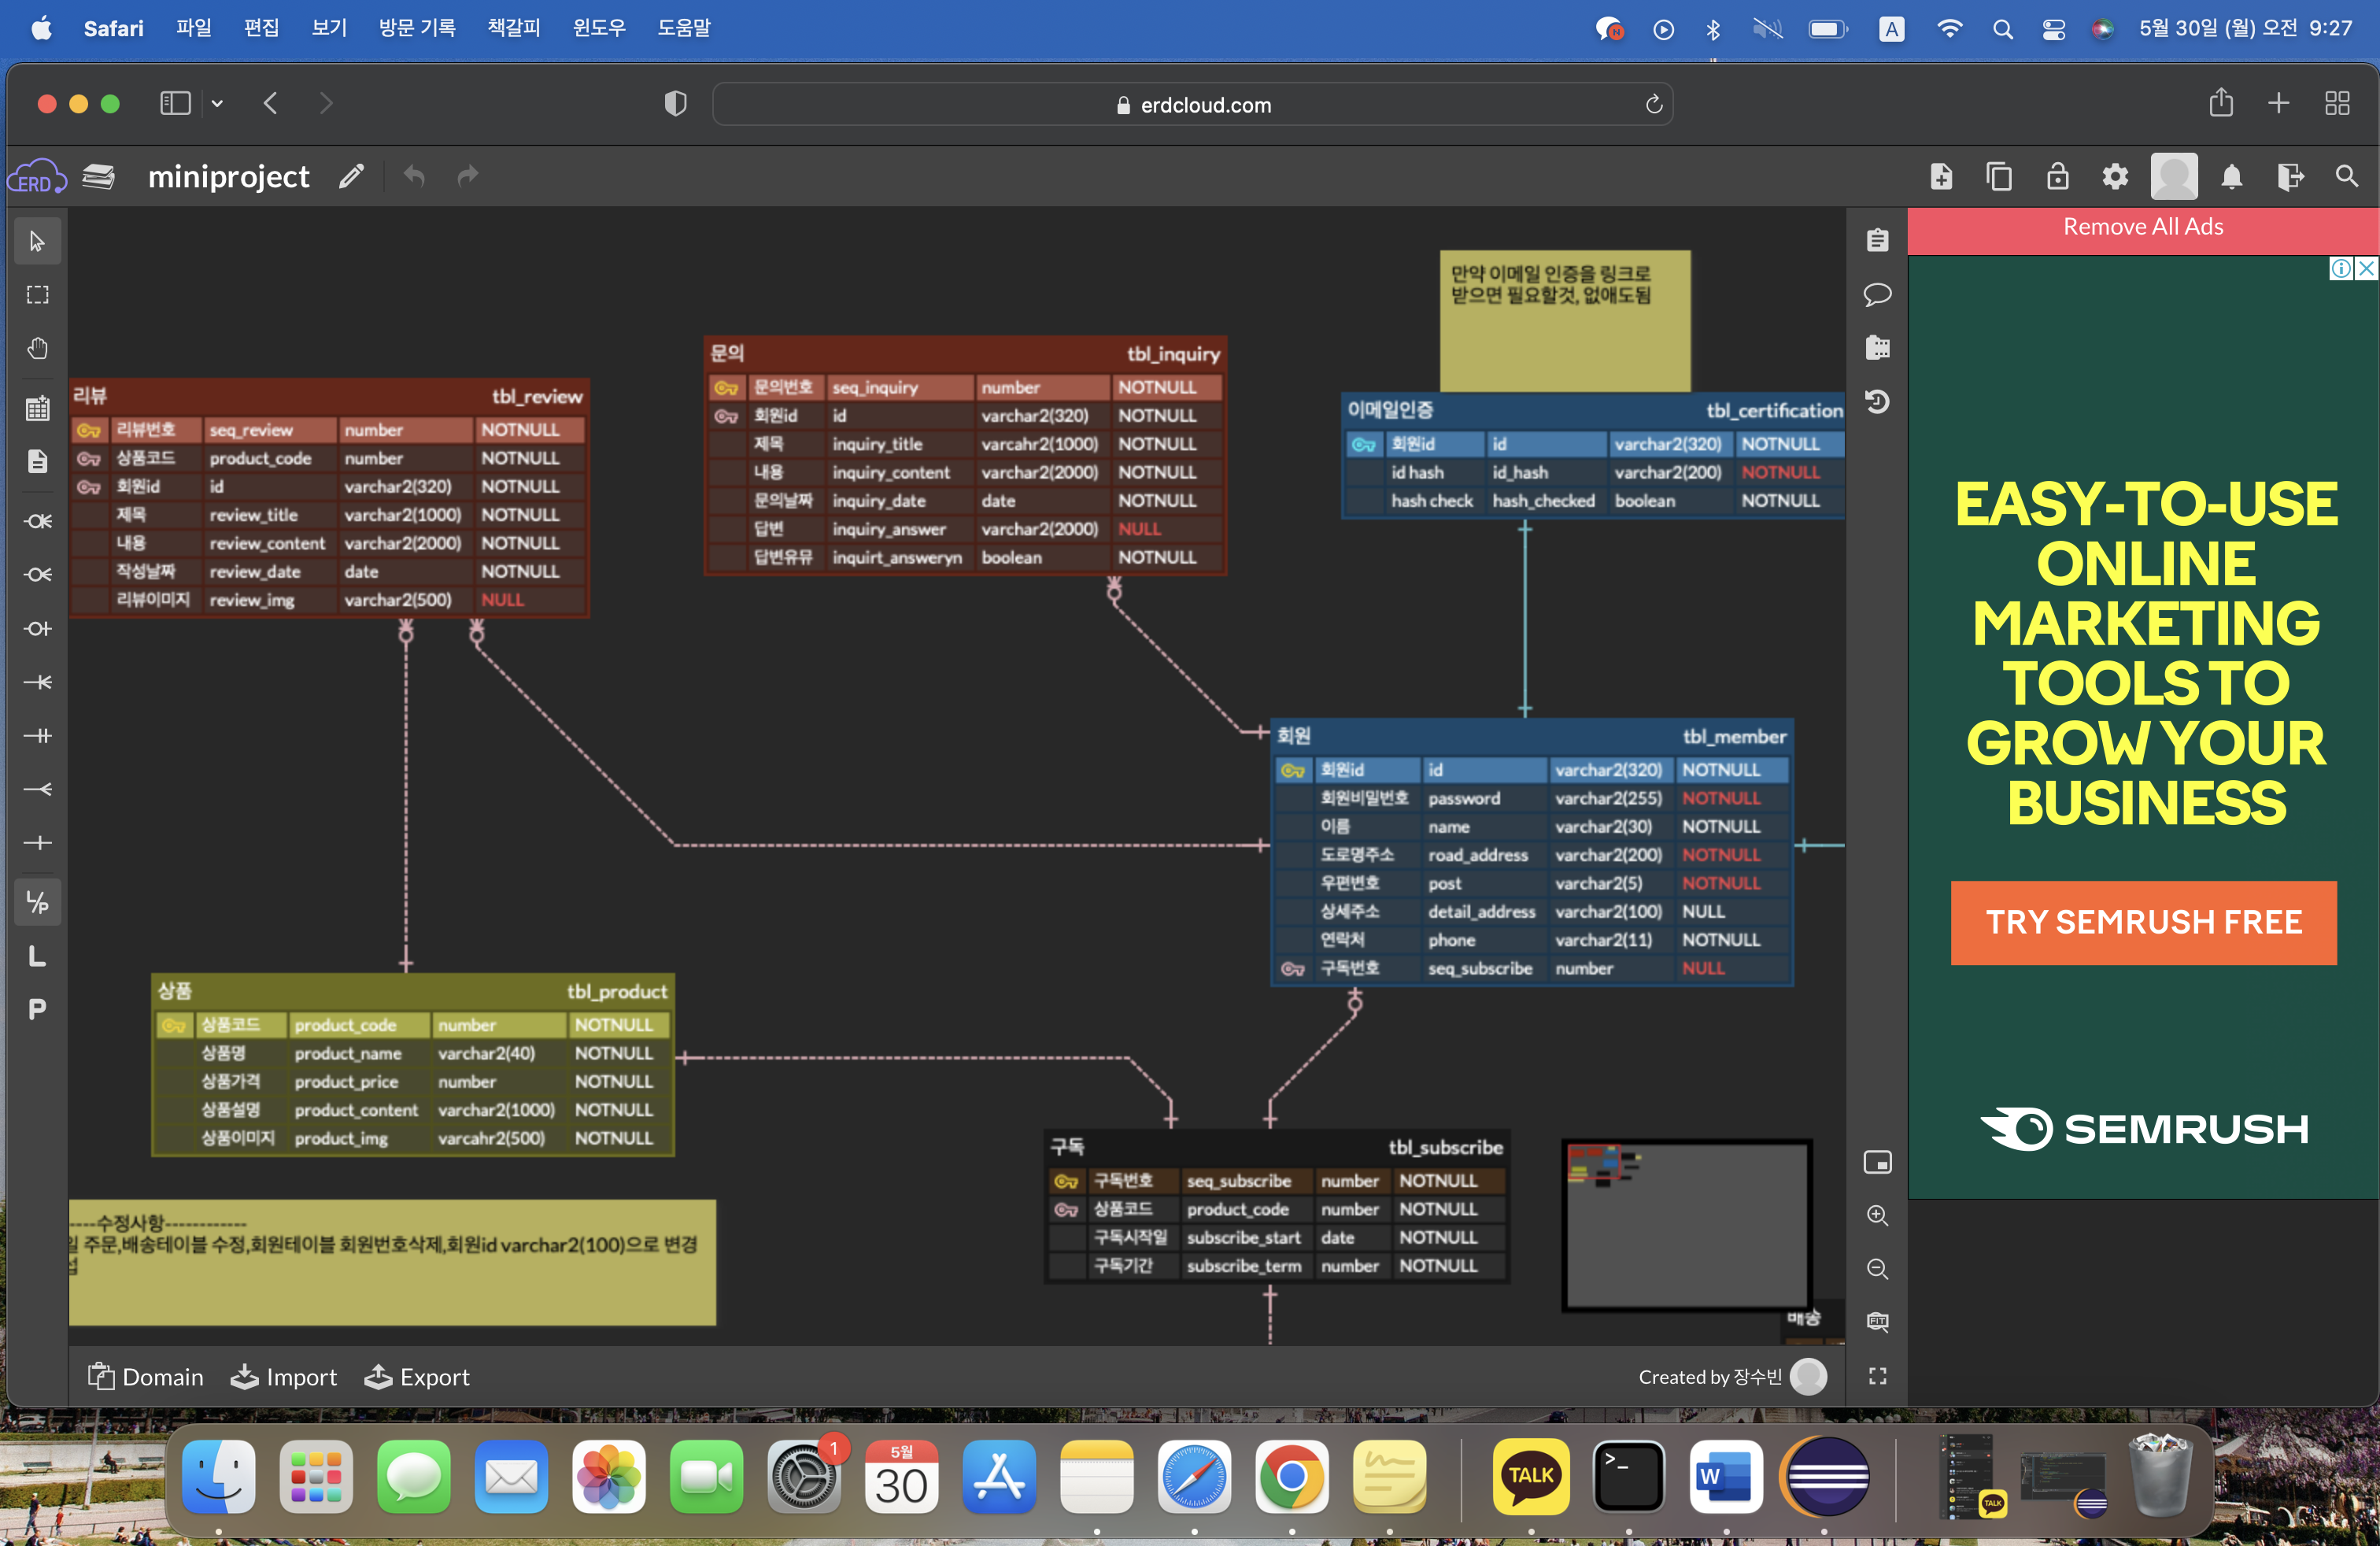 Safari 파일 편집 보기 방문 기록 책갈피 윈도우 도움말 A 5월 30일 (월) 오전 9:27
erdcloud.com
ERD miniproject
Remove All Ads
만약 이메일 인증을 링크로
받으면 필요할것, 없애도됨
문의 tbl_inquiry
문의번호 seq_inquiry number NOTNULL
회원id id varchar2(320) NOTNULL
제목 inquiry_title varcahr2(1000) NOTNULL
내용 inquiry_content varchar2(2000) NOTNULL
문의날짜 inquiry_date date NOTNULL
답변 inquiry_answer varchar2(2000) NULL
답변유뮤 inquirt_answeryn boolean NOTNULL
리뷰 tbl_review
리뷰번호 seq_review number NOTNULL
상품코드 product_code number NOTNULL
회원id id varchar2(320) NOTNULL
제목 review_title varchar2(1000) NOTNULL
내용 review_content varchar2(2000) NOTNULL
작성날짜 review_date date NOTNULL
리뷰이미지 review_img varchar2(500) NULL
이메일인증 tbl_certification
회원id id varchar2(320) NOTNULL
id hash id_hash varchar2(200) NOTNULL
hash check hash_checked boolean NOTNULL
회원 tbl_member
회원id id varchar2(320) NOTNULL
회원비밀번호 password varchar2(255) NOTNULL
이름 name varchar2(30) NOTNULL
도로명주소 road_address varchar2(200) NOTNULL
우편번호 post varchar2(5) NOTNULL
상세주소 detail_address varchar2(100) NULL
연락처 phone varchar2(11) NOTNULL
구독번호 seq_subscribe number NULL
상품 tbl_product
상품코드 product_code number NOTNULL
상품명 product_name varchar2(40) NOTNULL
상품가격 product_price number NOTNULL
상품설명 product_content varchar2(1000) NOTNULL
상품이미지 product_img varcahr2(500) NOTNULL
구독 tbl_subscribe
구독번호 seq_subscribe number NOTNULL
상품코드 product_code number NOTNULL
구독시작일 subscribe_start date NOTNULL
구독기간 subscribe_term number NOTNULL
----수정사항------------
일 주문,배송테이블 수정,회원테이블 회원번호삭제,회원id varchar2(100)으로 변경
배송
L/P
L
P
FIT
EASY-TO-USE
ONLINE
MARKETING
TOOLS TO
GROW YOUR
BUSINESS
TRY SEMRUSH FREE
SEMRUSH
Domain Import Export Created by 장수빈
1
5월
30
TALK
>_
W
TALK